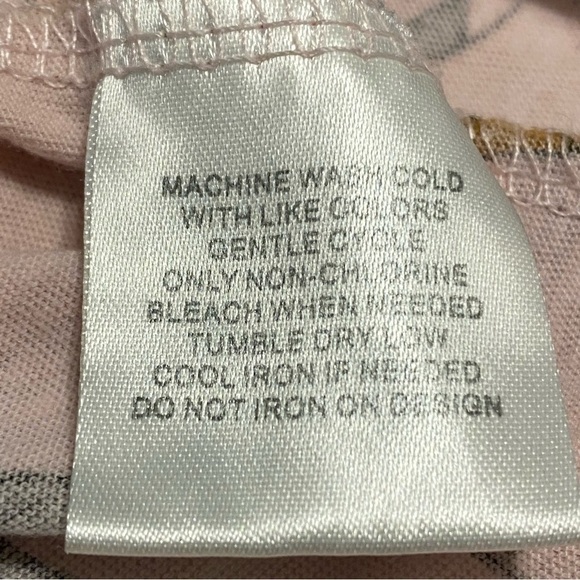 MACHINE WASH COLD
WITH LIKE COLORS
GENTLE CYCLE
ONLY NON-CHLORINE
BLEACH WHEN NEEDED
TUMBLE DRY LOW
COOL IRON IF NEEDED
DO NOT IRON ON DESIGN